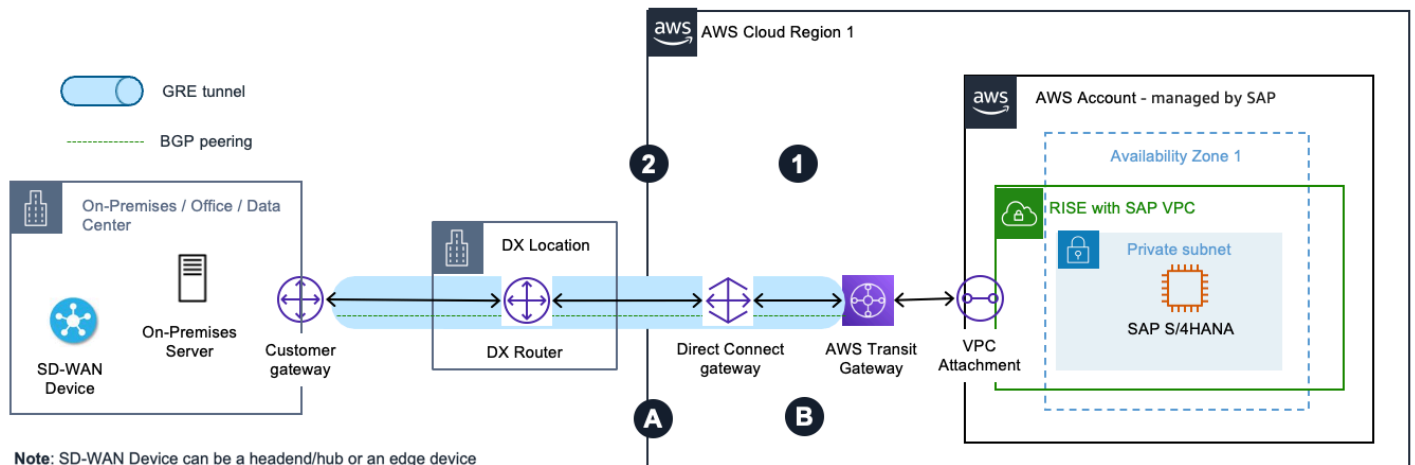 aws
AWS Cloud Region 1
GRE tunnel
BGP peering
aws
AWS Account - managed by SAP
2
1
Availability Zone 1
On-Premises / Office / Data
Center
RISE with SAP VPC
DX Location
Private subnet
On-Premises
Server
SD-WAN
Device
Customer
gateway
DX Router
Direct Connect
gateway
AWS Transit
Gateway
VPC
Attachment
SAP S/4HANA
A
B
Note: SD-WAN Device can be a headend/hub or an edge device